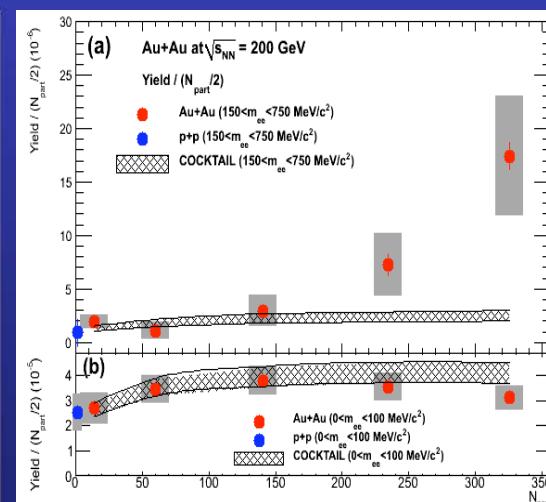 (a) Au+Au at √s_NN = 200 GeV
Yield / (N_part/2)
Au+Au (150<m_ee<750 MeV/c²)
p+p (150<m_ee<750 MeV/c²)
COCKTAIL (150<m_ee<750 MeV/c²)
Yield / (N_part/2) (10⁻⁶)
30
25
20
15
10
5
0
(b)
Au+Au (0<m_ee<100 MeV/c²)
p+p (0<m_ee<100 MeV/c²)
COCKTAIL (0<m_ee<100 MeV/c²)
Yield / (N_part/2) (10⁻⁵)
4
3
2
1
0
0 50 100 150 200 250 300 350
N